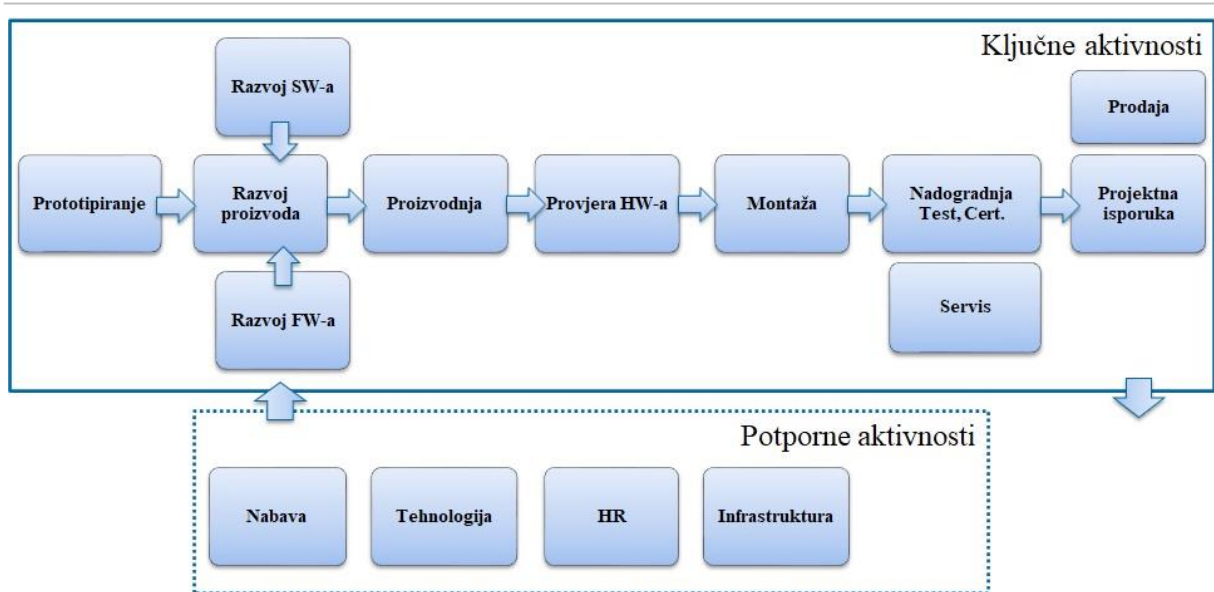 Ključne aktivnosti
Razvoj SW-a
Prodaja
Prototipiranje
Razvoj
proizvoda
Proizvodnja
Provjera HW-a
Montaža
Nadogradnja
Test, Cert.
Projektna
isporuka
Razvoj FW-a
Servis
Potporne aktivnosti
Nabava
Tehnologija
HR
Infrastruktura